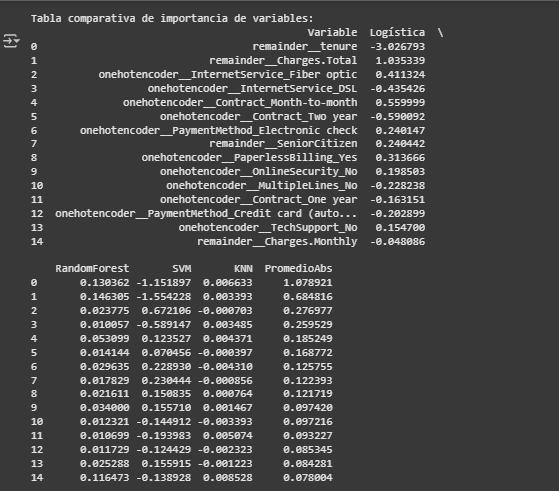 Tabla comparativa de importancia de variables:
Variable Logística \
0 remainder__tenure -3.026793
1 remainder__Charges.Total 1.035339
2 onehotencoder__InternetService_Fiber optic 0.411324
3 onehotencoder__InternetService_DSL -0.435426
4 onehotencoder__Contract_Month-to-month 0.559999
5 onehotencoder__Contract_Two year -0.590092
6 onehotencoder__PaymentMethod_Electronic check 0.240147
7 remainder__SeniorCitizen 0.240442
8 onehotencoder__PaperlessBilling_Yes 0.313666
9 onehotencoder__OnlineSecurity_No 0.198503
10 onehotencoder__MultipleLines_No -0.228238
11 onehotencoder__Contract_One year -0.163151
12 onehotencoder__PaymentMethod_Credit card (auto... -0.202899
13 onehotencoder__TechSupport_No 0.154700
14 remainder__Charges.Monthly -0.048086
RandomForest SVM KNN PromedioAbs
0 0.130362 -1.151897 0.006633 1.078921
1 0.146305 -1.554228 0.003393 0.684816
2 0.023775 0.672106 -0.000703 0.276977
3 0.010057 -0.589147 0.003485 0.259529
4 0.053099 0.123527 0.004371 0.185249
5 0.014144 0.070456 -0.000397 0.168772
6 0.029635 0.228930 -0.004310 0.125755
7 0.017829 0.230444 -0.000856 0.122393
8 0.021611 0.150835 0.000764 0.121719
9 0.034000 0.155710 0.001467 0.097420
10 0.012321 -0.144912 -0.003393 0.097216
11 0.010699 -0.193983 0.005074 0.093227
12 0.011729 -0.124429 -0.002323 0.085345
13 0.025288 0.155915 -0.001223 0.084281
14 0.116473 -0.138928 0.008528 0.078004